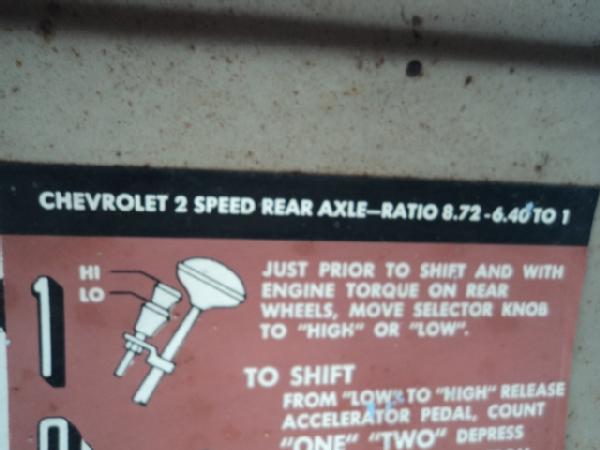 CHEVROLET 2 SPEED REAR AXLE—RATIO 8.72-6.40 TO 1
1
HI
LO
JUST PRIOR TO SHIFT AND WITH
ENGINE TORQUE ON REAR
WHEELS, MOVE SELECTOR KNOB
TO "HIGH" OR "LOW".
TO SHIFT
FROM "LOW" TO "HIGH" RELEASE
ACCELERATOR PEDAL, COUNT
"ONE" "TWO" DEPRESS